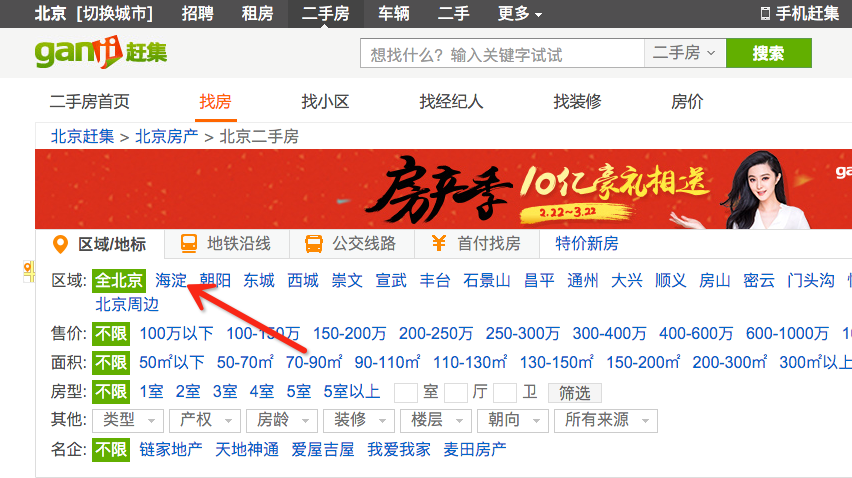 北京 [切换城市] 招聘 租房 二手房 车辆 二手 更多 手机赶集
ganji 赶集 想找什么？输入关键字试试 二手房 搜索
二手房首页 找房 找小区 找经纪人 找装修 房价
北京赶集 > 北京房产 > 北京二手房
房产季 10亿豪礼相送
2.22~3.22
区域/地标 地铁沿线 公交线路 首付找房 特价新房
区域: 全北京 海淀 朝阳 东城 西城 崇文 宣武 丰台 石景山 昌平 通州 大兴 顺义 房山 密云 门头沟
北京周边
售价: 不限 100万以下 100-150万 150-200万 200-250万 250-300万 300-400万 400-600万 600-1000万
面积: 不限 50㎡以下 50-70㎡ 70-90㎡ 90-110㎡ 110-130㎡ 130-150㎡ 150-200㎡ 200-300㎡ 300㎡以上
房型: 不限 1室 2室 3室 4室 5室 5室以上 室 厅 卫 筛选
其他: 类型 产权 房龄 装修 楼层 朝向 所有来源
名企: 不限 链家地产 天地神通 爱屋吉屋 我爱我家 麦田房产